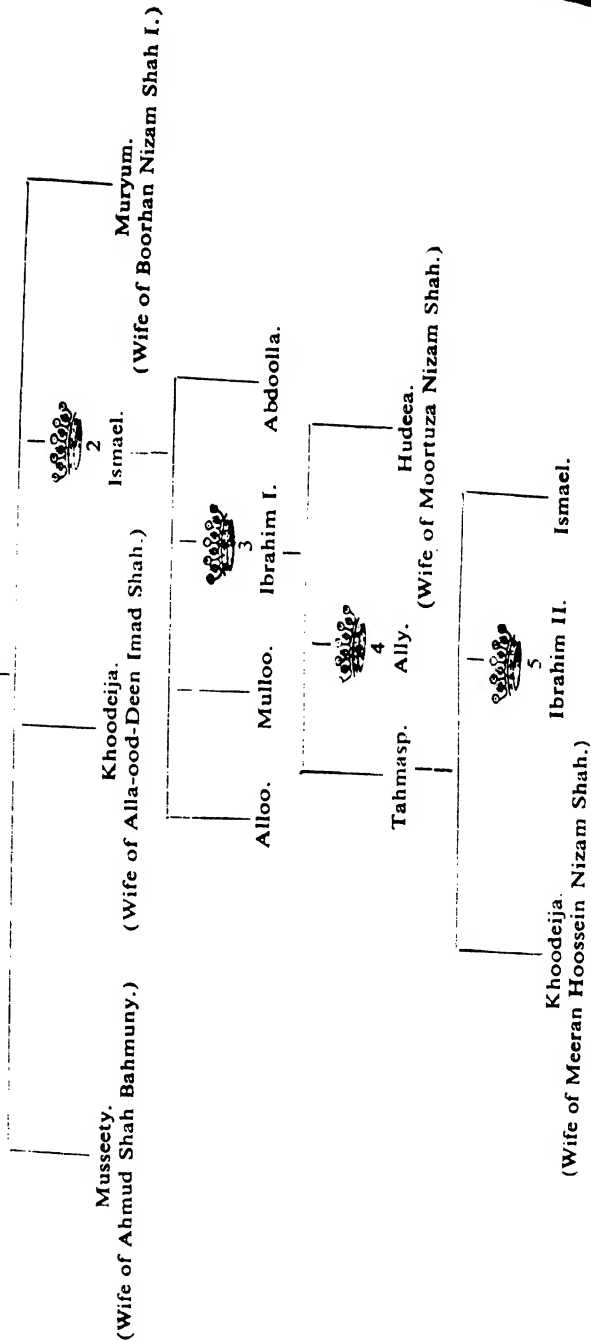 Musseety.
(Wife of Ahmud Shah Bahmuny.)
Khoodeija.
(Wife of Alla-ood-Deen Imad Shah.)
2
Ismael.
Muryum.
(Wife of Boorhan Nizam Shah I.)
Alloo.
Mulloo.
3
Ibrahim I.
Abdoolla.
Tahmasp.
4
Ally.
Hudeea.
(Wife of Moortuza Nizam Shah.)
Khoodeija.
(Wife of Meeran Hoossein Nizam Shah.)
5
Ibrahim II.
Ismael.